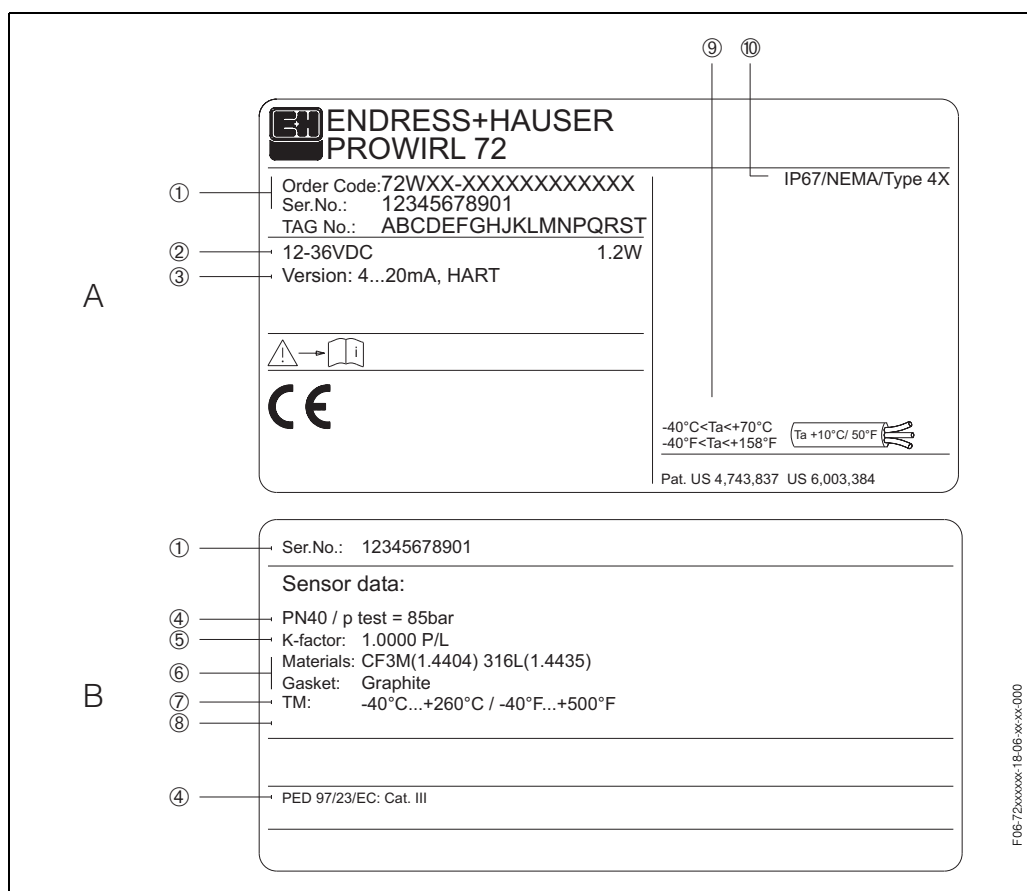 ⑨ ⑩
A
E+H
ENDRESS+HAUSER
PROWIRL 72
① Order Code:72WXX-XXXXXXXXXXXX
Ser.No.: 12345678901
TAG No.: ABCDEFGHJKLMNPQRST
② 12-36VDC 1.2W
③ Version: 4...20mA, HART
i
CE
IP67/NEMA/Type 4X
-40°C<Ta<+70°C
-40°F<Ta<+158°F
Ta +10°C/ 50°F
Pat. US 4,743,837 US 6,003,384
B
① Ser.No.: 12345678901
Sensor data:
④ PN40 / p test = 85bar
⑤ K-factor: 1.0000 P/L
⑥ Materials: CF3M(1.4404) 316L(1.4435)
Gasket: Graphite
⑦ TM: -40°C...+260°C / -40°F...+500°F
⑧
④ PED 97/23/EC: Cat. III
F06-72xxxxxx-18-06-xx-xx-000